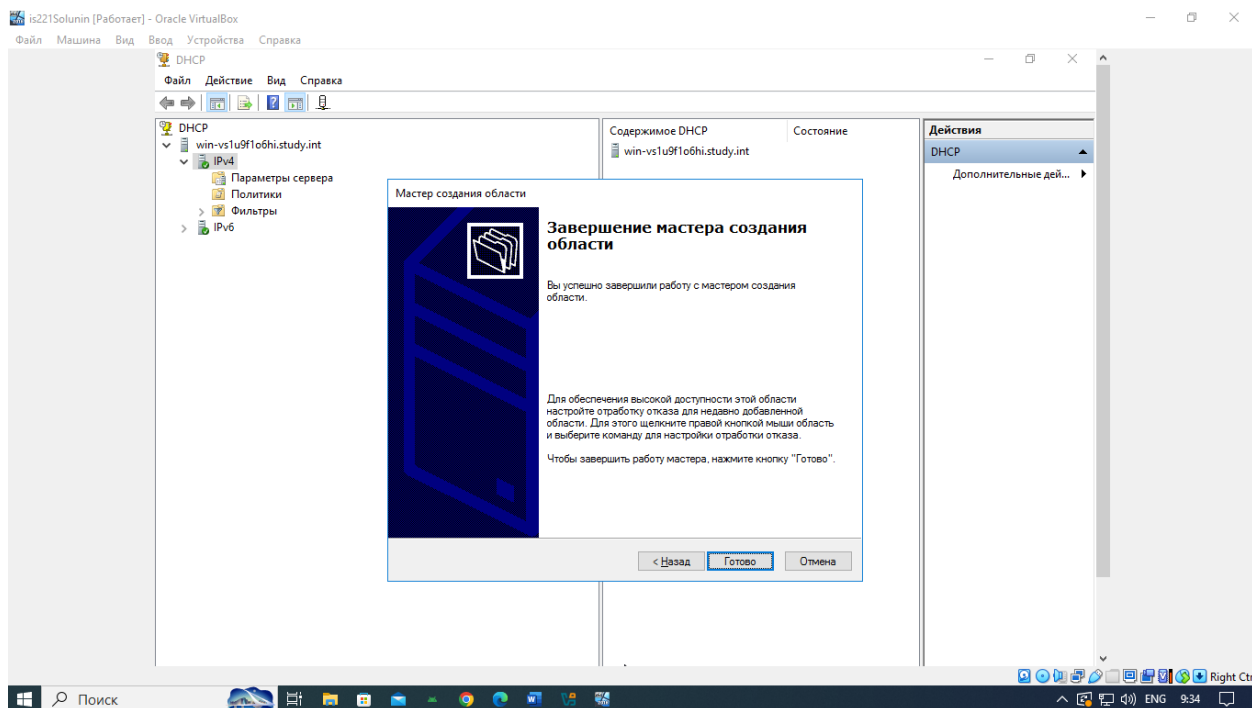 is221Solunin [Работает] - Oracle VirtualBox
Файл Машина Вид Ввод Устройства Справка
DHCP
Файл Действие Вид Справка
DHCP
win-vs1u9f1o6hi.study.int
IPv4
Параметры сервера
Политики
Фильтры
IPv6
Содержимое DHCP Состояние
win-vs1u9f1o6hi.study.int
Действия
DHCP
Дополнительные дей...
Мастер создания области
Завершение мастера создания
области
Вы успешно завершили работу с мастером создания
области.
Для обеспечения высокой доступности этой области
настройте отработку отказа для недавно добавленной
области. Для этого щелкните правой кнопкой мыши область
и выберите команду для настройки отработки отказа.
Чтобы завершить работу мастера, нажмите кнопку "Готово".
< Назад Готово Отмена
Right Ctr
Поиск
ENG 9:34